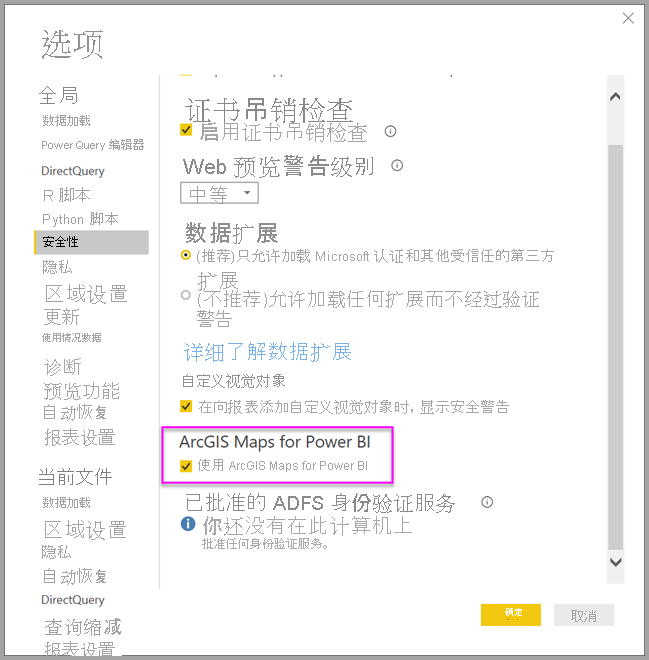 选项
全局
数据加载
Power Query 编辑器
DirectQuery
R 脚本
Python 脚本
安全性
隐私
区域设置
更新
使用情况数据
诊断
预览功能
自动恢复
报表设置
当前文件
数据加载
区域设置
隐私
自动恢复
DirectQuery
查询缩减
报表设置
证书吊销检查
启用证书吊销检查
Web 预览警告级别
中等
数据扩展
(推荐)只允许加载 Microsoft 认证和其他受信任的第三方
扩展
(不推荐)允许加载任何扩展而不经过验证
警告
详细了解数据扩展
自定义视觉对象
在向报表添加自定义视觉对象时, 显示安全警告
ArcGIS Maps for Power BI
使用 ArcGIS Maps for Power BI
已批准的 ADFS 身份验证服务
你还没有在此计算机上
批准任何身份验证服务。
确定
取消